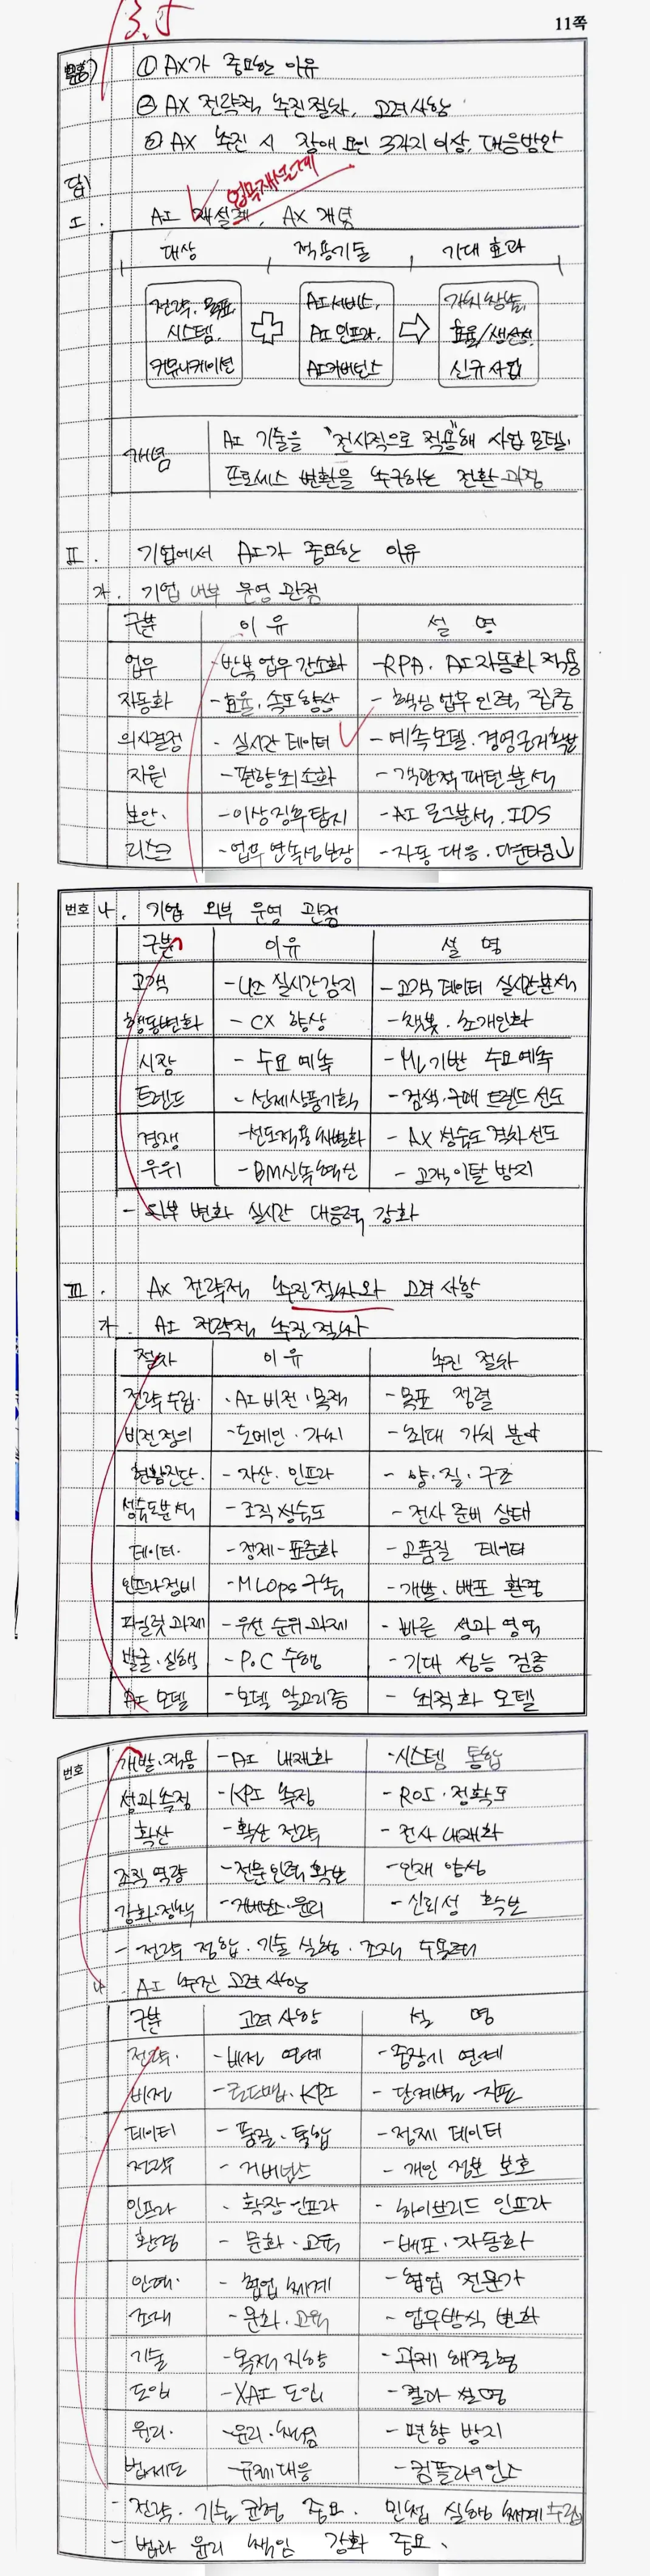 13.5
11쪽
① AX가 중요한 이유
② AX 전략적 추진절차, 고려사항
③ AX 추진 시 장애 요인 3가지 이상, 대응방안
답)
업무재설계
I. AI 재설계, AX 개념
대상 적용기술 기대 효과
전략·목표, AI서비스, 가치창출,
시스템, AI 인프라, 효율/생산성,
커뮤니케이션 AI거버넌스 신규사업
개념 AI 기술을 "전사적으로 적용"해 사업모델,
프로세스 변환을 추구하는 전환 과정
II. 기업에서 AI가 중요한 이유
가. 기업 내부 운영 관점
구분 이유 설명
업무 -반복업무 간소화 -RPA·AI자동화 적용
자동화 -효율·속도향상 -핵심 업무 인력 집중
의사결정 -실시간 데이터 -예측모델·경영근거확보
지원 -편향최소화 -객관적 패턴분석
보안· -이상징후탐지 -AI 로그분석·IDS
리스크 -업무 연속성보장 -자동 대응·다운타임↓
번호 나. 기업 외부 운영 관점
구분 이유 설명
고객 -니즈 실시간감지 -고객 데이터 실시간분석
행동변화 -CX 향상 -챗봇·초개인화
시장 -수요 예측 -ML기반 수요예측
트렌드 -선제상품기획 -검색·구매 트렌드 선도
경쟁 -선도적용 차별화 -AX 성숙도 격차 선도
우위 -BM신속혁신 -고객이탈 방지
-외부 변화 실시간 대응력 강화
III. AX 전략적 추진절차와 고려 사항
가. AI 전략적 추진절차
절차 이유 추진 절차
전략수립· -AI비전·목적 -목표 정렬
비전정의 -도메인·가치 -최대 가치 분야
현황진단· -자산·인프라 -양·질·구조
성숙도분석 -조직성숙도 -전사 준비 상태
데이터· -정제-표준화 -고품질 데이터
인프라정비 -MLOps구축 -개발·배포 환경
파일럿과제 -우선 순위과제 -빠른 성과 영역
발굴·실행 -PoC 수행 -기대 성능 검증
AI 모델 -모델 알고리즘 -최적화 모델
번호 개발·적용 -AI 내재화 -시스템 통합
성과측정 -KPI 측정 -ROI·정확도
확산 -확산 전략 -전사 내재화
조직 역량 -전문인력 확보 -인재 양성
강화·정책 -거버넌스·윤리 -신뢰성 확보
-전략 정합·기술 실행·조직 수용력
나. AI 추진 고려 사항
구분 고려 사항 설명
전략· -비전 연계 -중장기 연계
비전 -로드맵·KPI -단계별 지표
데이터 -품질·통합 -정제 데이터
전략 -거버넌스 -개인 정보 보호
인프라 -확장인프라 -하이브리드 인프라
환경 -문화·교육 -배포·자동화
인재· -협업체계 -협업 전문가
조직 -문화·교육 -업무방식 변화
기술 -목적 지향 -과제 해결형
도입 -XAI 도입 -결과 설명
윤리· -윤리·책임 -편향 방지
법제도 -규제대응 -컴플라이언스
-전략·기술 균형 중요. 민첩 실행 체계 수립
-법과 윤리 책임 강화 중요.